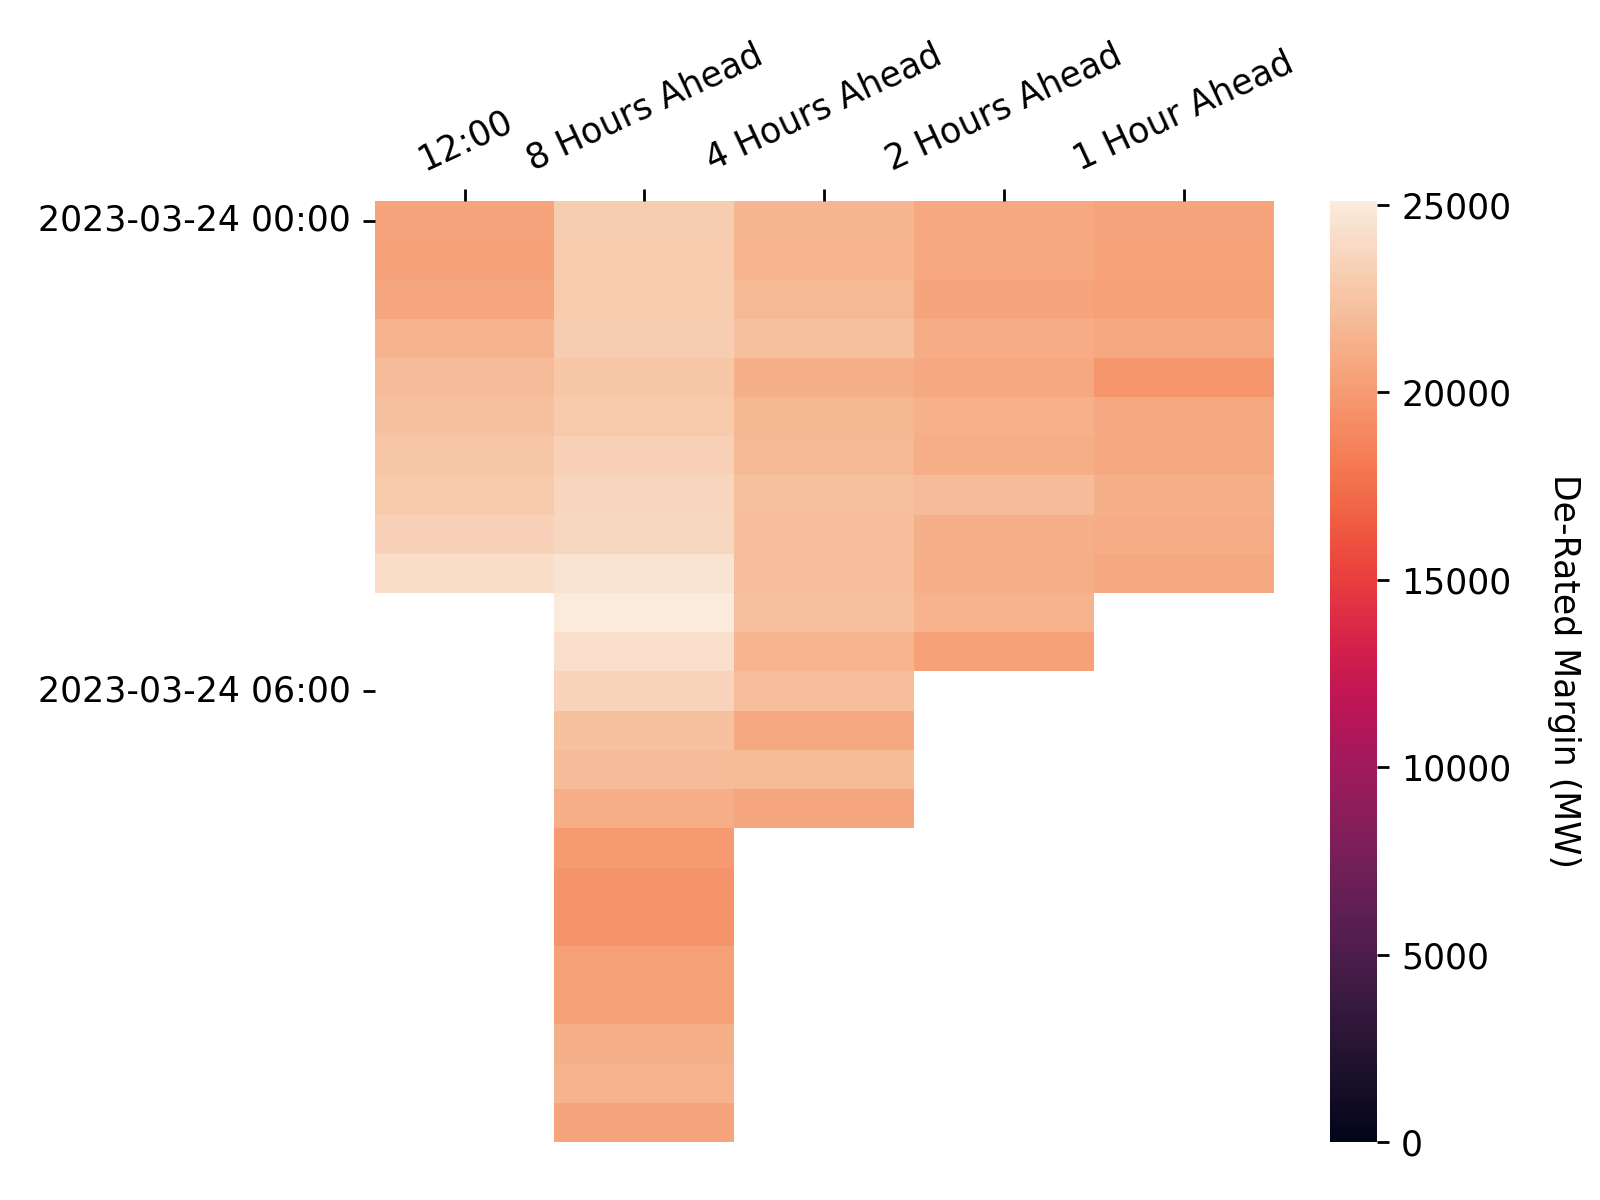 12:00
8 Hours Ahead
4 Hours Ahead
2 Hours Ahead
1 Hour Ahead
2023-03-24 00:00
2023-03-24 06:00
25000
20000
15000
10000
5000
0
De-Rated Margin (MW)